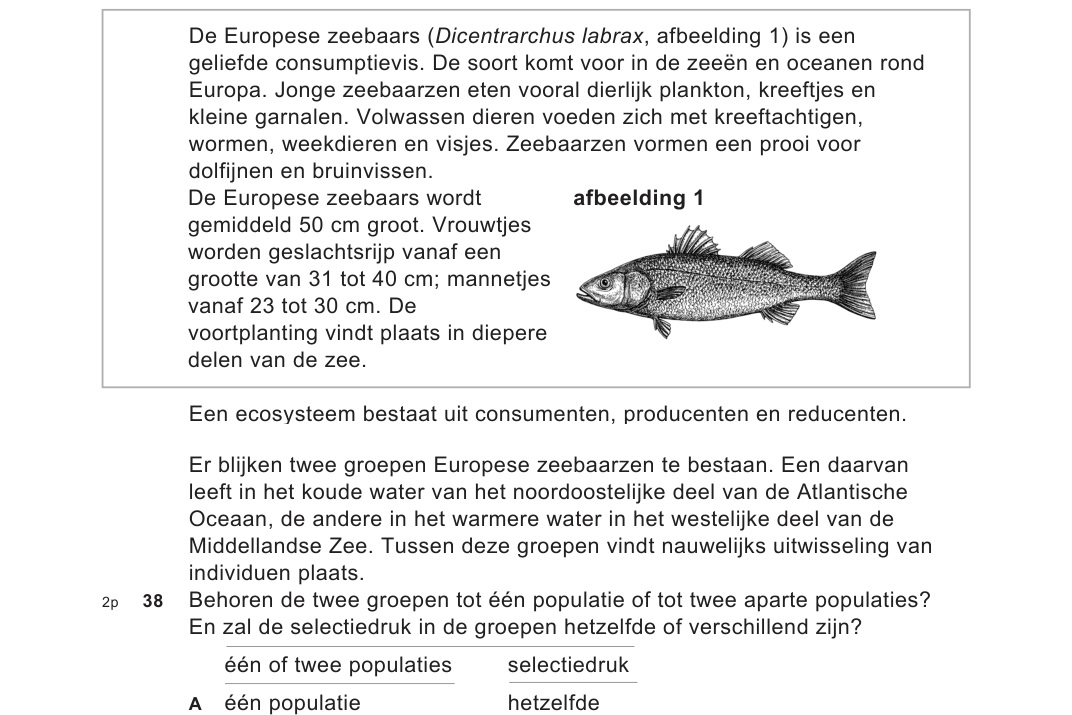 De Europese zeebaars (Dicentrarchus labrax, afbeelding 1) is een
geliefde consumptievis. De soort komt voor in de zeeën en oceanen rond
Europa. Jonge zeebaarzen eten vooral dierlijk plankton, kreeftjes en
kleine garnalen. Volwassen dieren voeden zich met kreeftachtigen,
wormen, weekdieren en visjes. Zeebaarzen vormen een prooi voor
dolfijnen en bruinvissen.
De Europese zeebaars wordt
gemiddeld 50 cm groot. Vrouwtjes
worden geslachtsrijp vanaf een
grootte van 31 tot 40 cm; mannetjes
vanaf 23 tot 30 cm. De
voortplanting vindt plaats in diepere
delen van de zee.
afbeelding 1
Een ecosysteem bestaat uit consumenten, producenten en reducenten.
Er blijken twee groepen Europese zeebaarzen te bestaan. Een daarvan
leeft in het koude water van het noordoostelijke deel van de Atlantische
Oceaan, de andere in het warmere water in het westelijke deel van de
Middellandse Zee. Tussen deze groepen vindt nauwelijks uitwisseling van
individuen plaats.
2p 38 Behoren de twee groepen tot één populatie of tot twee aparte populaties?
En zal de selectiedruk in de groepen hetzelfde of verschillend zijn?
één of twee populaties selectiedruk
A één populatie hetzelfde